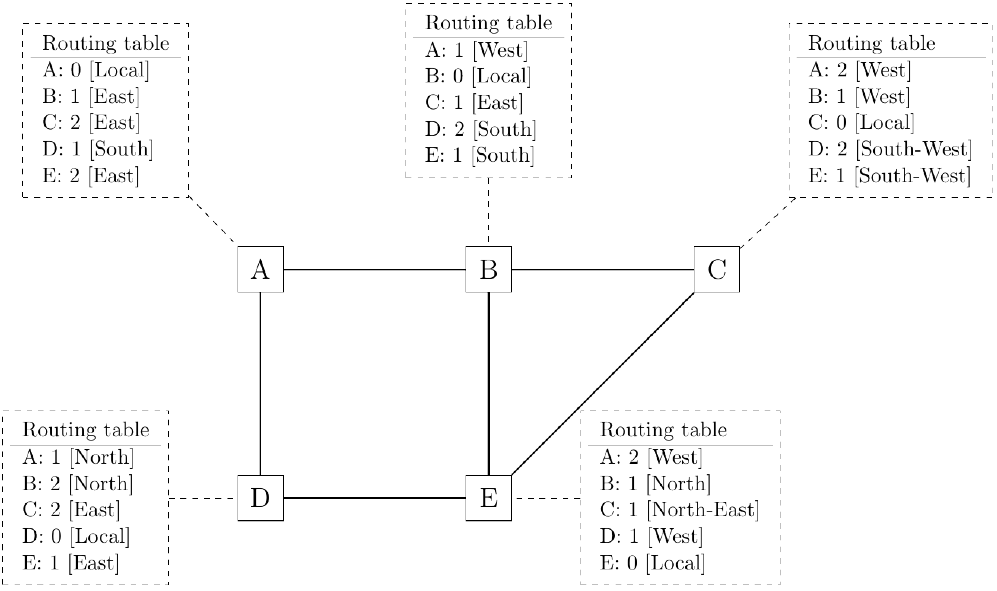 Routing table
A: 0 [Local]
B: 1 [East]
C: 2 [East]
D: 1 [South]
E: 2 [East]
Routing table
A: 1 [West]
B: 0 [Local]
C: 1 [East]
D: 2 [South]
E: 1 [South]
Routing table
A: 2 [West]
B: 1 [West]
C: 0 [Local]
D: 2 [South-West]
E: 1 [South-West]
A
B
C
Routing table
A: 1 [North]
B: 2 [North]
C: 2 [East]
D: 0 [Local]
E: 1 [East]
D
E
Routing table
A: 2 [West]
B: 1 [North]
C: 1 [North-East]
D: 1 [West]
E: 0 [Local]